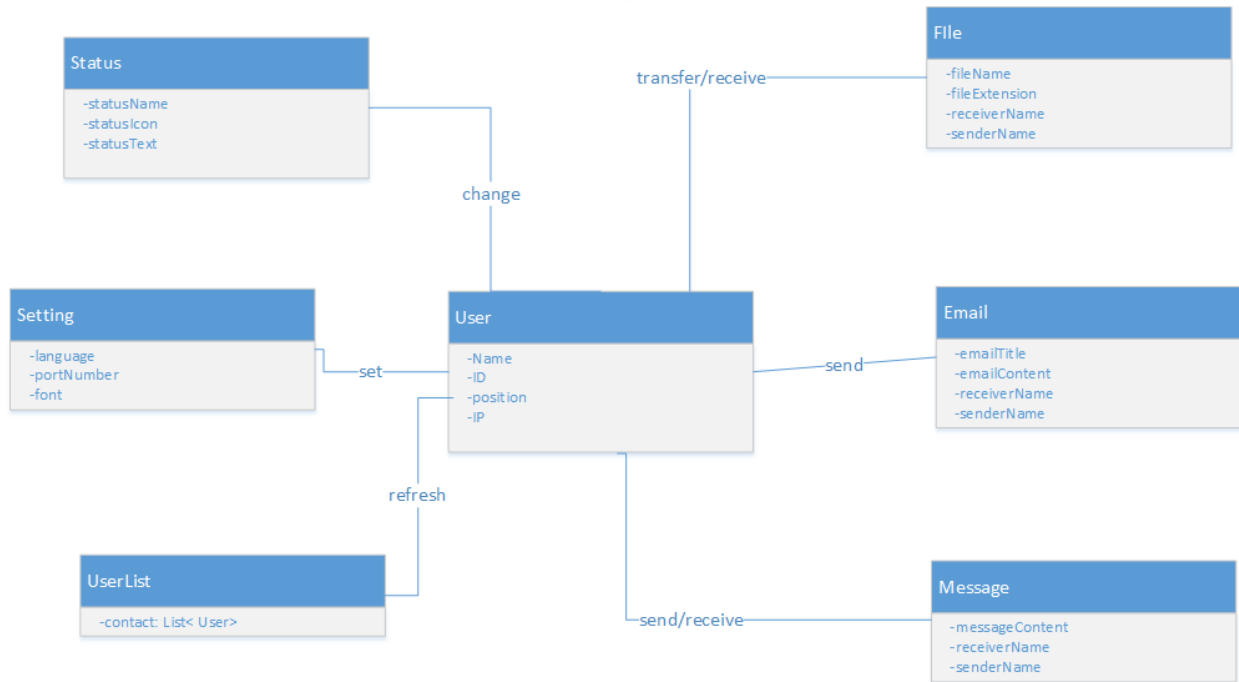 Status
-statusName
-statusIcon
-statusText
FIle
-fileName
-fileExtension
-receiverName
-senderName
transfer/receive
change
Setting
-language
-portNumber
-font
set
User
-Name
-ID
-position
-IP
send
Email
-emailTitle
-emailContent
-receiverName
-senderName
refresh
UserList
-contact: List< User>
send/receive
Message
-messageContent
-receiverName
-senderName